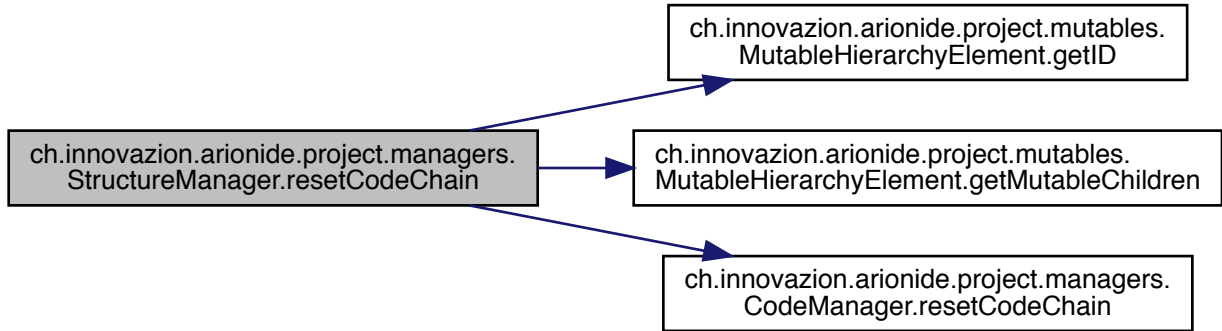 ch.innovazion.arionide.project.mutables.
MutableHierarchyElement.getID
ch.innovazion.arionide.project.managers.
StructureManager.resetCodeChain
ch.innovazion.arionide.project.mutables.
MutableHierarchyElement.getMutableChildren
ch.innovazion.arionide.project.managers.
CodeManager.resetCodeChain